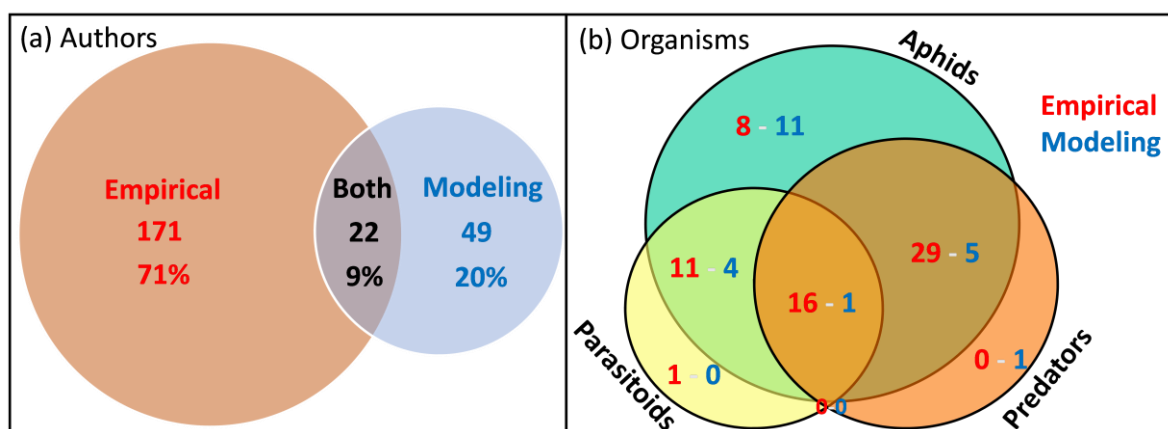 (a) Authors
Empirical
171
71%
Both
22
9%
Modeling
49
20%
(b) Organisms
Aphids
Empirical
Modeling
8 - 11
11 - 4
29 - 5
16 - 1
1 - 0
0 - 1
0 0
Parasitoids
Predators